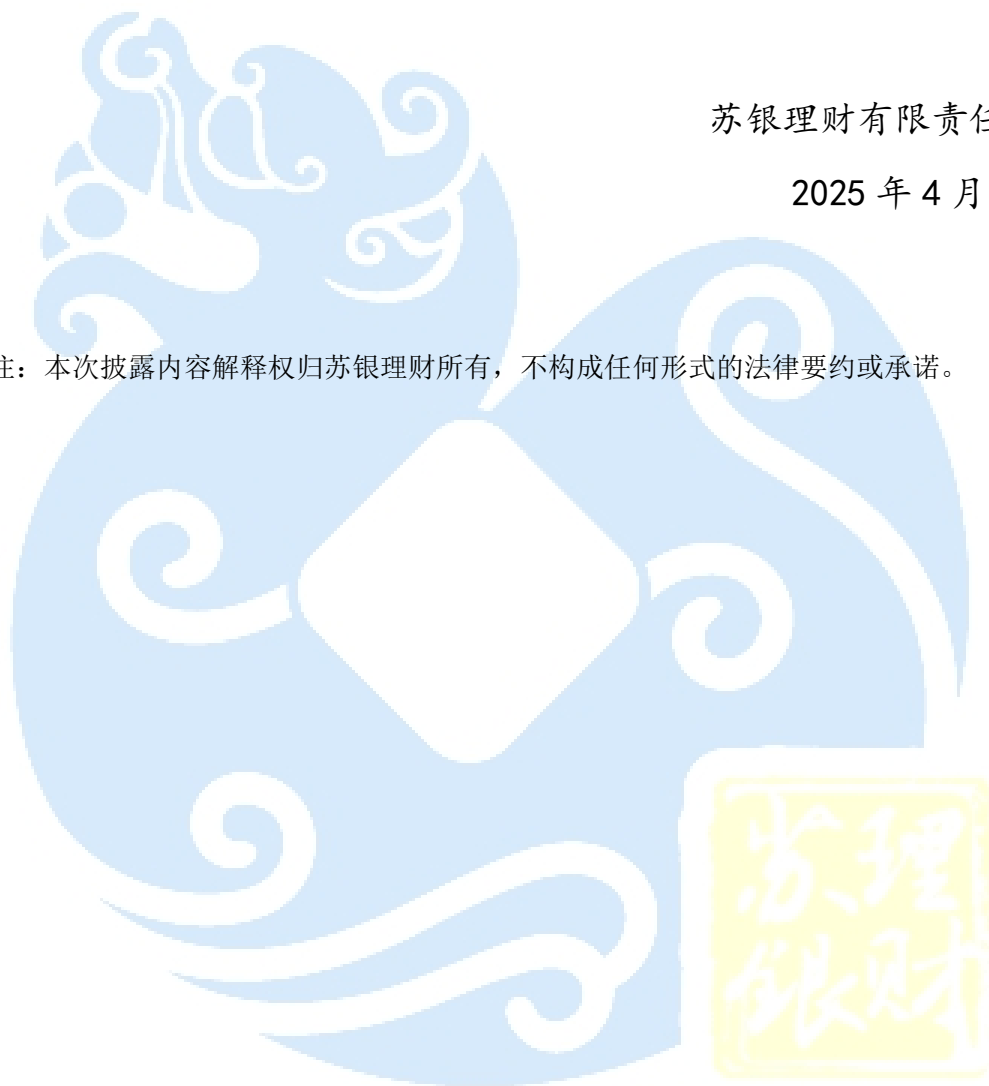 苏银理财有限责任
2025 年 4 月
注：本次披露内容解释权归苏银理财所有，不构成任何形式的法律要约或承诺。
苏理
银财